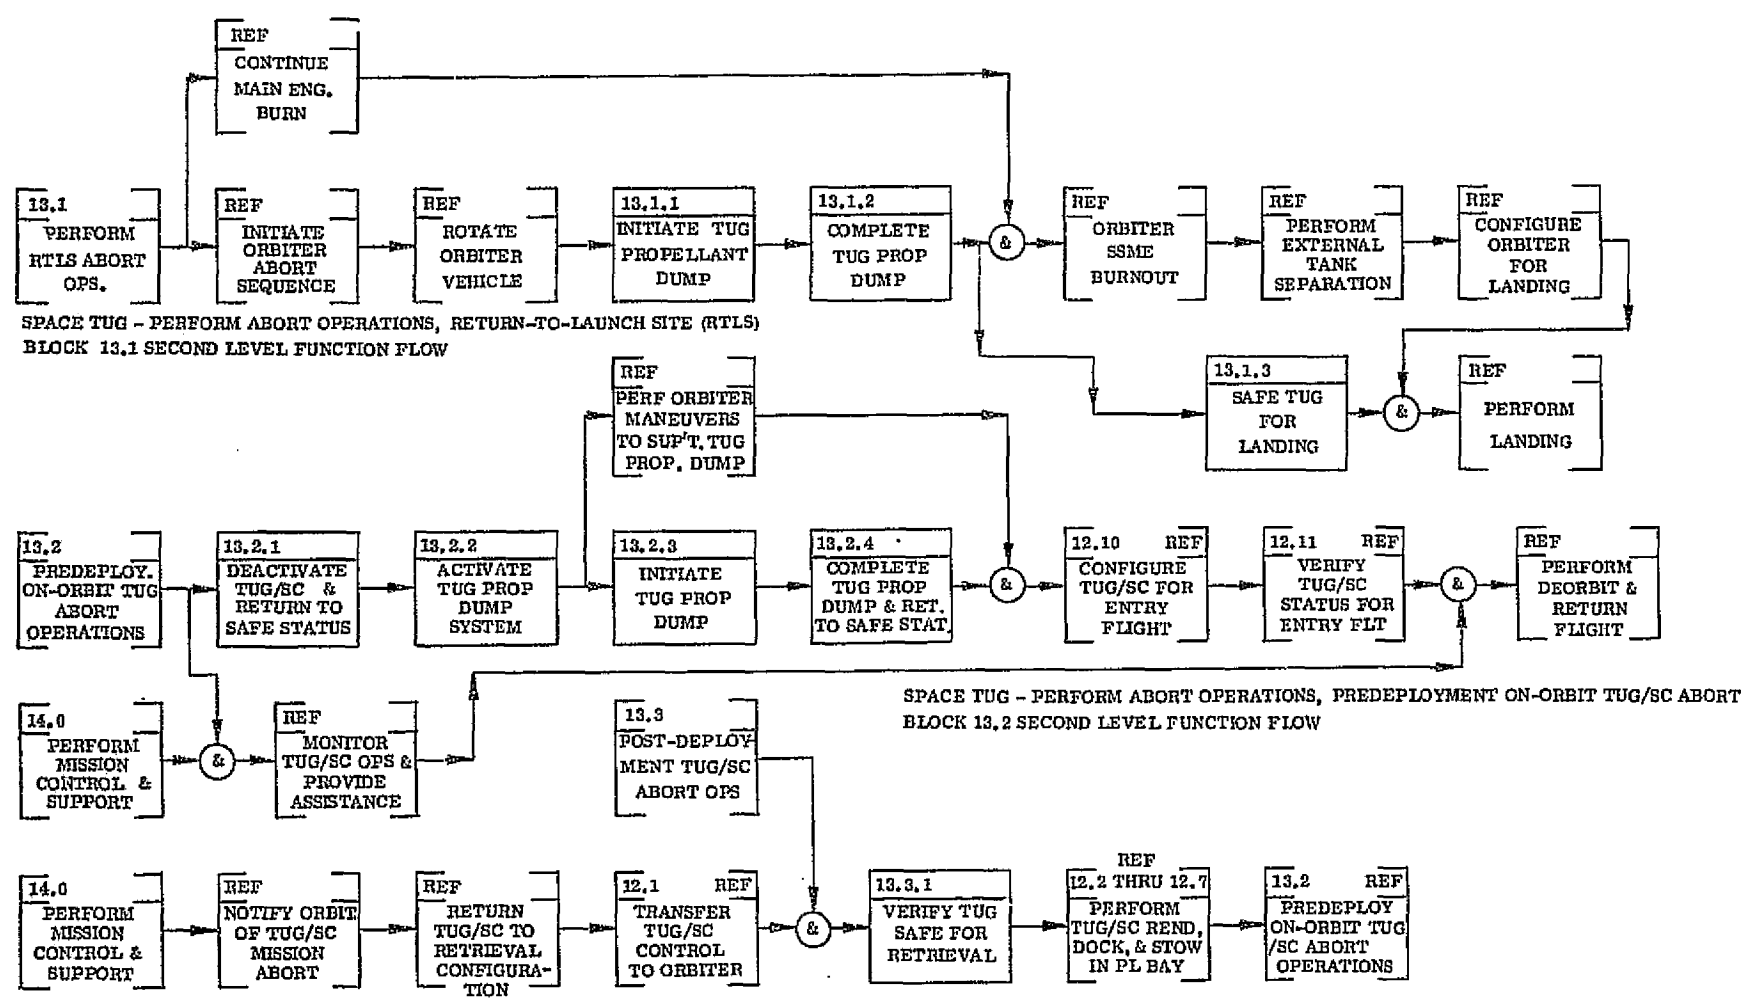 REF
CONTINUE
MAIN ENG.
BURN
13.1
PERFORM
RTLS ABORT
OPS.
REF
INITIATE
ORBITER
ABORT
SEQUENCE
REF
ROTATE
ORBITER
VEHICLE
13.1.1
INITIATE TUG
PROPELLANT
DUMP
13.1.2
COMPLETE
TUG PROP
DUMP
&
REF
ORBITER
SSME
BURNOUT
REF
PERFORM
EXTERNAL
TANK
SEPARATION
REF
CONFIGURE
ORBITER
FOR
LANDING
SPACE TUG - PERFORM ABORT OPERATIONS, RETURN-TO-LAUNCH SITE (RTLS)
BLOCK 13.1 SECOND LEVEL FUNCTION FLOW
REF
PERF ORBITER
MANEUVERS
TO SUP'T. TUG
PROP. DUMP
13.1.3
SAFE TUG
FOR
LANDING
&
REF
PERFORM
LANDING
13.2
PREDEPLOY.
ON-ORBIT TUG
ABORT
OPERATIONS
13.2.1
DEACTIVATE
TUG/SC &
RETURN TO
SAFE STATUS
13.2.2
ACTIVATE
TUG PROP
DUMP
SYSTEM
13.2.3
INITIATE
TUG PROP
DUMP
13.2.4
COMPLETE
TUG PROP
DUMP & RET.
TO SAFE STAT.
&
12.10 REF
CONFIGURE
TUG/SC FOR
ENTRY
FLIGHT
12.11 REF
VERIFY
TUG/SC
STATUS FOR
ENTRY FLT
&
REF
PERFORM
DEORBIT &
RETURN
FLIGHT
SPACE TUG - PERFORM ABORT OPERATIONS, PREDEPLOYMENT ON-ORBIT TUG/SC ABORT
BLOCK 13.2 SECOND LEVEL FUNCTION FLOW
14.0
PERFORM
MISSION
CONTROL &
SUPPORT
&
REF
MONITOR
TUG/SC OPS &
PROVIDE
ASSISTANCE
13.3
POST-DEPLOY
MENT TUG/SC
ABORT OPS
14.0
PERFORM
MISSION
CONTROL &
SUPPORT
REF
NOTIFY ORBIT
OF TUG/SC
MISSION
ABORT
REF
RETURN
TUG/SC TO
RETRIEVAL
CONFIGURA-
TION
12.1 REF
TRANSFER
TUG/SC
CONTROL
TO ORBITER
&
13.3.1
VERIFY TUG
SAFE FOR
RETRIEVAL
REF
12.2 THRU 12.7
PERFORM
TUG/SC REND,
DOCK, & STOW
IN PL BAY
13.2 REF
PREDEPLOY
ON-ORBIT TUG
/SC ABORT
OPERATIONS